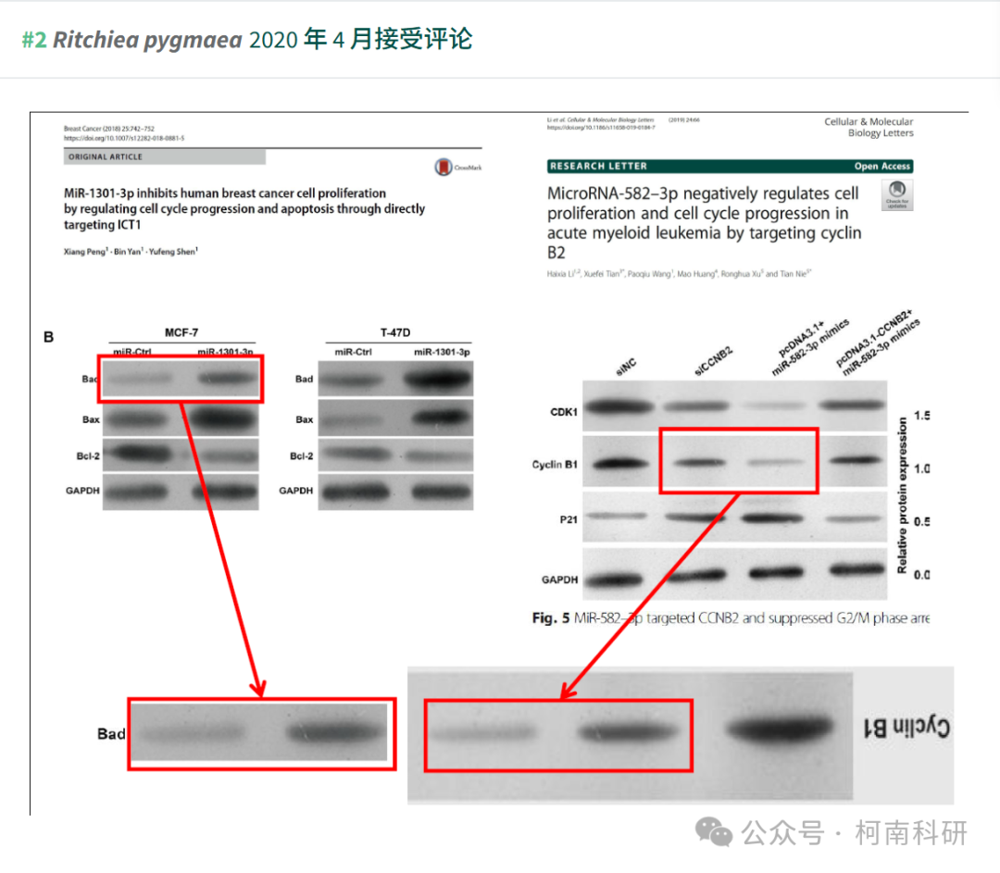 #2 Ritchiea pygmaea 2020 年 4 月接受评论
Breast Cancer (2018) 25:742–752
https://doi.org/10.1007/s12282-018-0881-5
ORIGINAL ARTICLE
CrossMark
MiR-1301-3p inhibits human breast cancer cell proliferation
by regulating cell cycle progression and apoptosis through directly
targeting ICT1
Xiang Peng1 · Bin Yan1 · Yufeng Shen1
B
MCF-7
miR-Ctrl miR-1301-3p
Bad
Bax
Bcl-2
GAPDH
T-47D
miR-Ctrl miR-1301-3p
Bad
Bax
Bcl-2
GAPDH
Li et al. Cellular & Molecular Biology Letters (2019) 24:66
https://doi.org/10.1186/s11658-019-0184-7
Cellular & Molecular
Biology Letters
RESEARCH LETTER Open Access
Check for
updates
MicroRNA-582–3p negatively regulates cell
proliferation and cell cycle progression in
acute myeloid leukemia by targeting cyclin
B2
Haixia Li1,2, Xuefei Tian3*, Paoqiu Wang1, Mao Huang4, Ronghua Xu5 and Tian Nie5*
siNC
siCCNB2
pcDNA3.1+
miR-582-3p mimics
pcDNA3.1-CCNB2+
miR-582-3p mimics
CDK1
Cyclin B1
P21
GAPDH
Relative protein expression
1.5
1.0
0.5
0.0
Fig. 5 MiR-582–3p targeted CCNB2 and suppressed G2/M phase arre
Bad
Cyclin B1
公众号 · 柯南科研